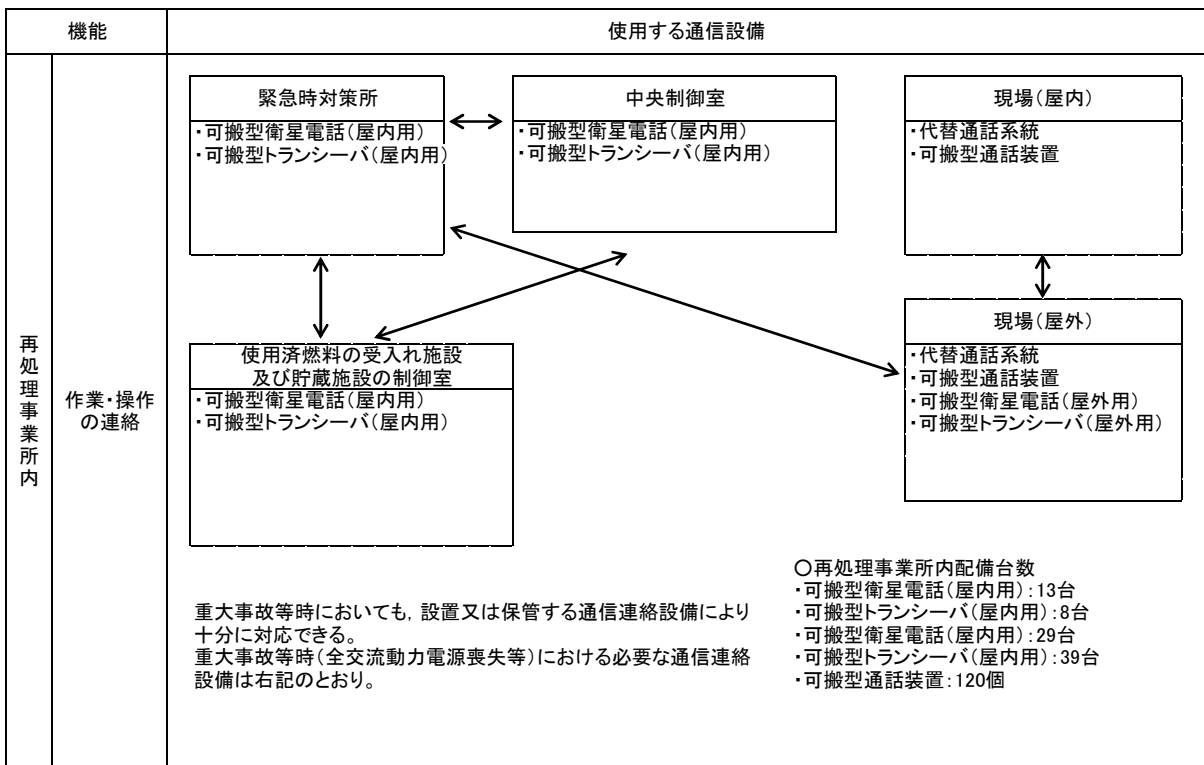 機能
使用する通信設備
再処理事業所内
作業・操作
の連絡
緊急時対策所
・可搬型衛星電話(屋内用)
・可搬型トランシーバ(屋内用)
中央制御室
・可搬型衛星電話(屋内用)
・可搬型トランシーバ(屋内用)
現場(屋内)
・代替通話系統
・可搬型通話装置
使用済燃料の受入れ施設
及び貯蔵施設の制御室
・可搬型衛星電話(屋内用)
・可搬型トランシーバ(屋内用)
現場(屋外)
・代替通話系統
・可搬型通話装置
・可搬型衛星電話(屋外用)
・可搬型トランシーバ(屋外用)
重大事故等時においても, 設置又は保管する通信連絡設備により
十分に対応できる。
重大事故等時(全交流動力電源喪失等)における必要な通信連絡
設備は右記のとおり。
〇再処理事業所内配備台数
・可搬型衛星電話(屋内用):13台
・可搬型トランシーバ(屋内用):8台
・可搬型衛星電話(屋内用):29台
・可搬型トランシーバ(屋内用):39台
・可搬型通話装置:120個